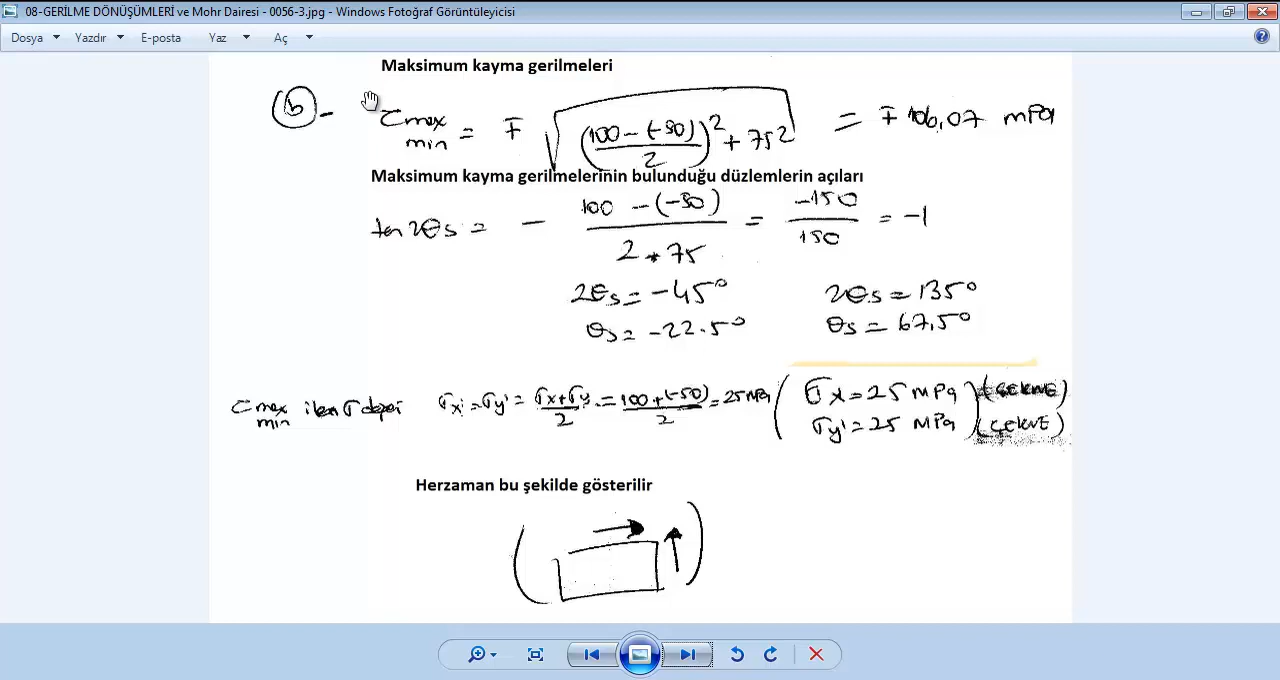 08-GERİLME DÖNÜŞÜMLERİ ve Mohr Dairesi - 0056-3.jpg - Windows Fotoğraf Görüntüleyicisi
Dosya Yazdır E-posta Yaz Aç
Maksimum kayma gerilmeleri
b - τmax min = ∓ √((100-(-50)/2)² + 75²) = ∓ 106,07 mPa
Maksimum kayma gerilmelerinin bulunduğu düzlemlerin açıları
tan 2θs = - 100 - (-50) / 2 * 75 = -150 / 150 = -1
2θs = -45° 2θs = 135°
θs = -22.5° θs = 67,5°
τmax min iken σ depei σx' = σy' = σx+σy / 2 = 100+(-50) / 2 = 25 MPa ( σx = 25 MPa ) (ÇEKME)
σy' = 25 MPa (ÇEKME)
Herzaman bu şekilde gösterilir